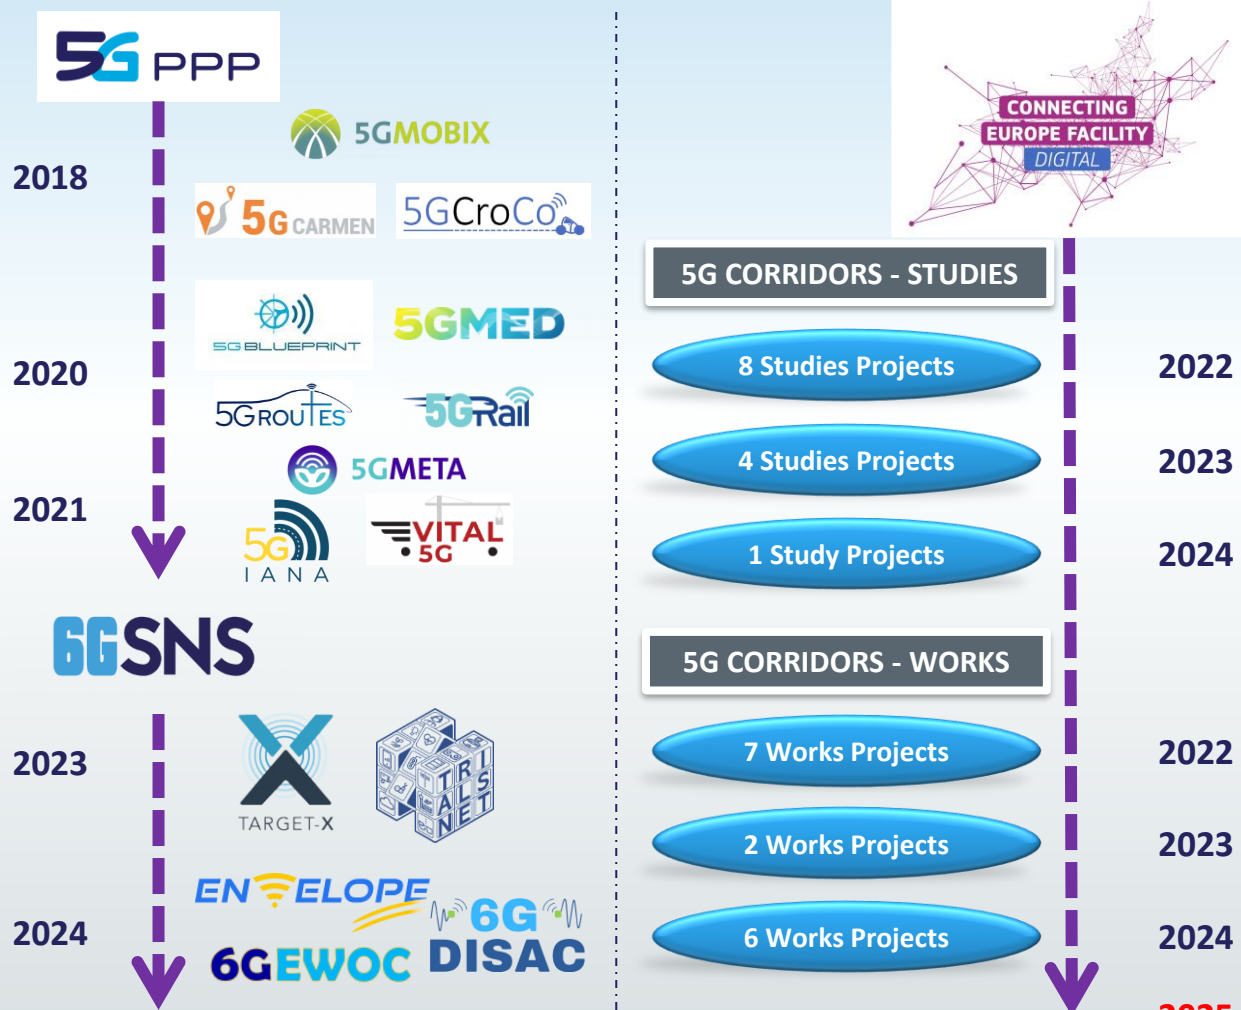 5G PPP
2018
5GMOBIX
5G CARMEN
5GCroCo
2020
5G BLUEPRINT
5GMED
5GROUTES
5GRail
2021
5GMETA
5G
IANA
VITAL
5G
6GSNS
2023
TARGET-X
TRIALSNET
2024
ENVELOPE
6GEWOC
6G
DISAC
CONNECTING
EUROPE FACILITY
DIGITAL
5G CORRIDORS - STUDIES
8 Studies Projects
2022
4 Studies Projects
2023
1 Study Projects
2024
5G CORRIDORS - WORKS
7 Works Projects
2022
2 Works Projects
2023
6 Works Projects
2024
2025